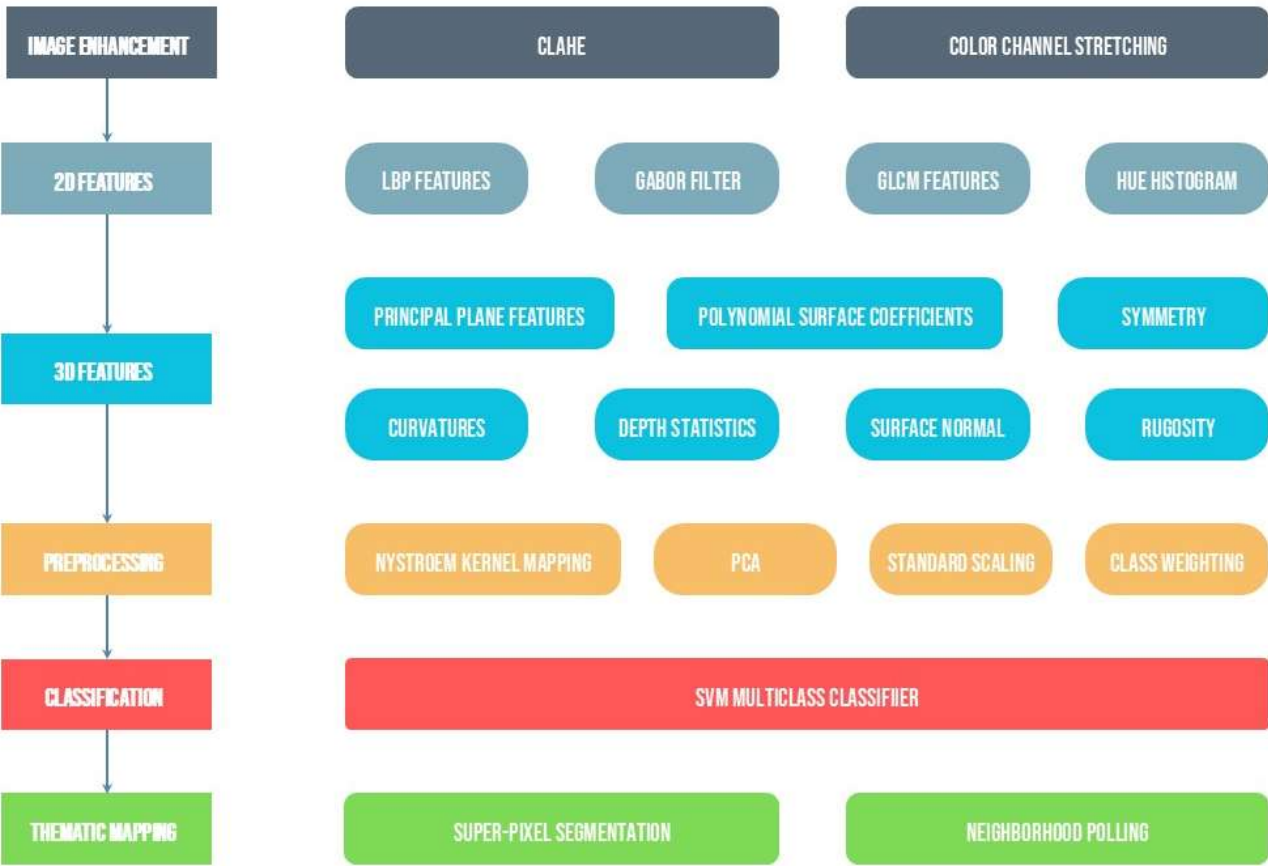 IMAGE ENHANCEMENT
CLAHE
COLOR CHANNEL STRETCHING
2D FEATURES
LBP FEATURES
GABOR FILTER
GLCM FEATURES
HUE HISTOGRAM
3D FEATURES
PRINCIPAL PLANE FEATURES
POLYNOMIAL SURFACE COEFFICIENTS
SYMMETRY
CURVATURES
DEPTH STATISTICS
SURFACE NORMAL
RUGOSITY
PREPROCESSING
NYSTROEM KERNEL MAPPING
PCA
STANDARD SCALING
CLASS WEIGHTING
CLASSIFICATION
SVM MULTICLASS CLASSIFIIER
THEMATIC MAPPING
SUPER-PIXEL SEGMENTATION
NEIGHBORHOOD POLLING